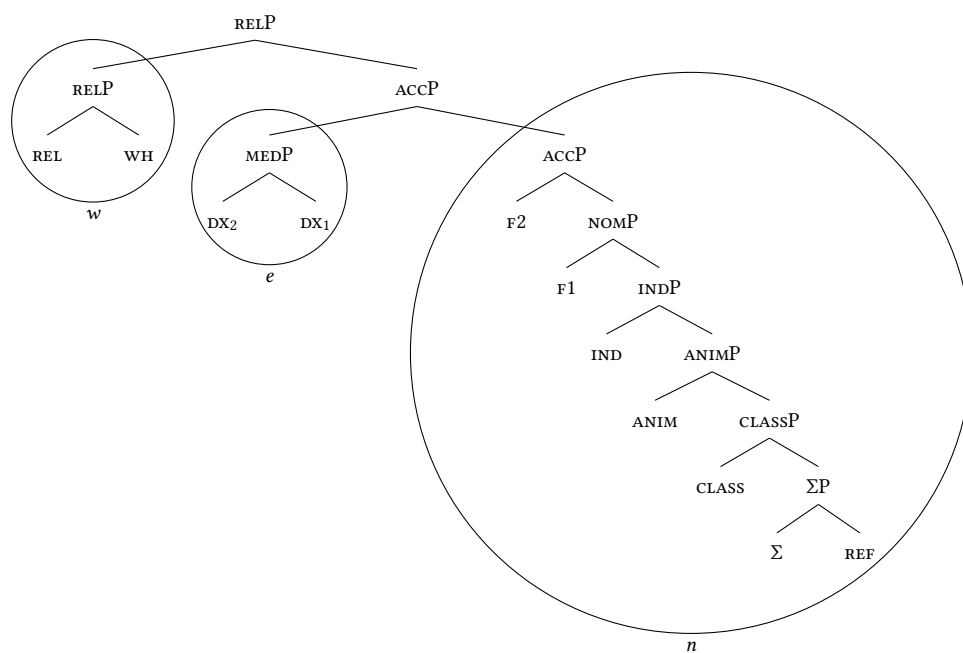 RELP
RELP ACCP
REL WH MEDP ACCP
w DX₂ DX₁ F2 NOMP
e F1 INDP
IND ANIMP
ANIM CLASSP
CLASS ΣP
Σ REF
n